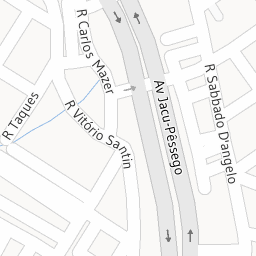 R Carlos Mazer
Av Jacu-Pêssego
R Sabbado D'angelo
R Taques
R Vitório Santin